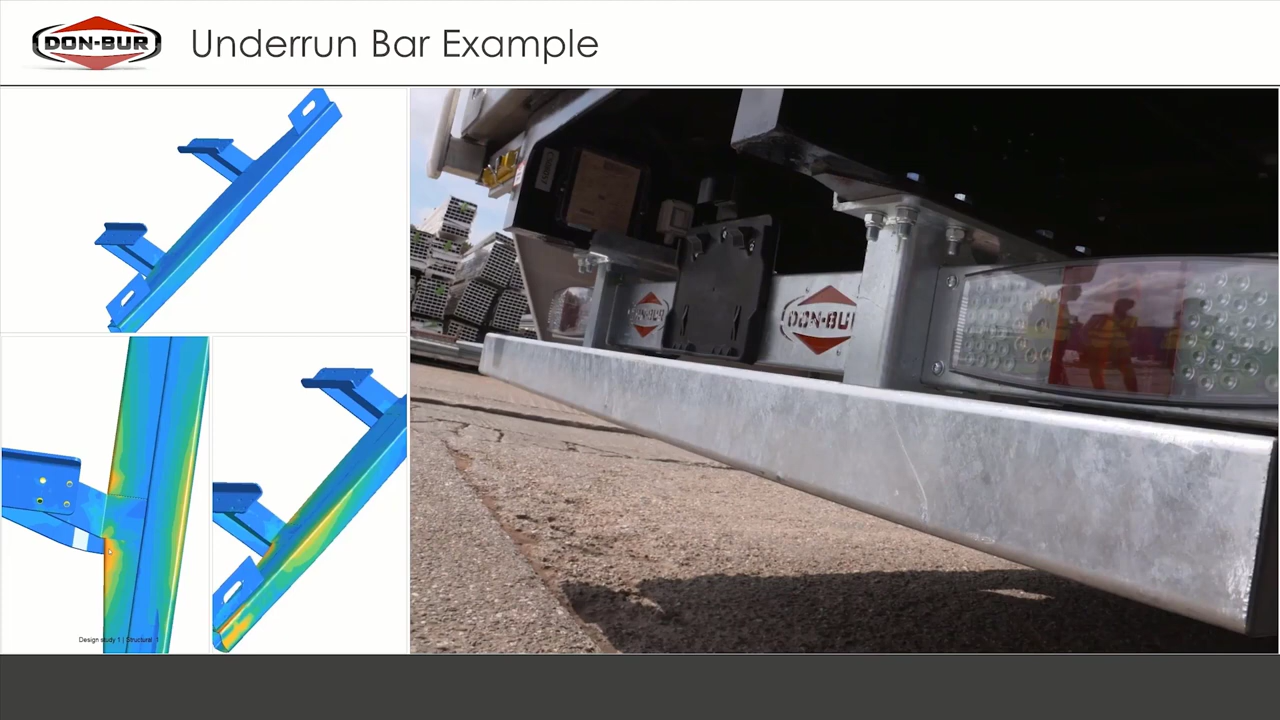 DON-BUR
Underrun Bar Example
DON-BUR
DON-BUR
Design study 1 | Structural 1